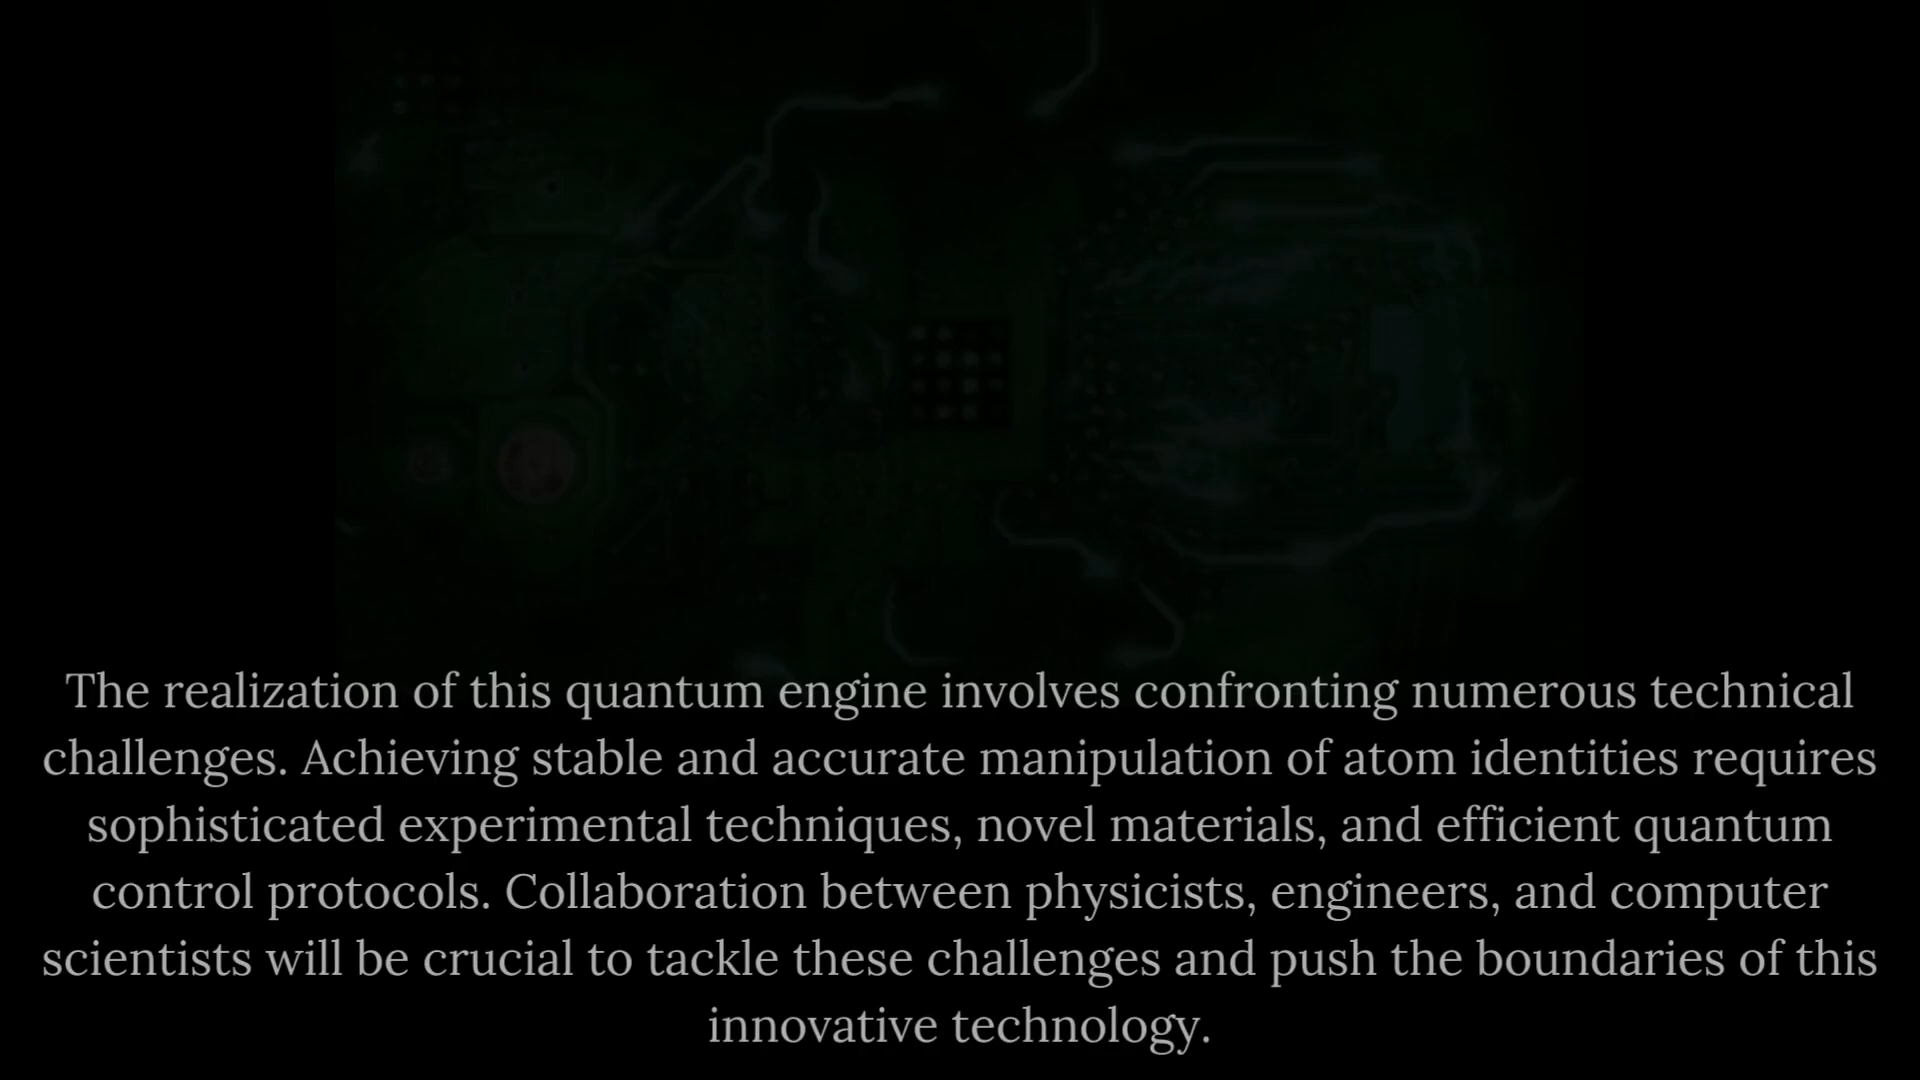 The realization of this quantum engine involves confronting numerous technical
challenges. Achieving stable and accurate manipulation of atom identities requires
sophisticated experimental techniques, novel materials, and efficient quantum
control protocols. Collaboration between physicists, engineers, and computer
scientists will be crucial to tackle these challenges and push the boundaries of this
innovative technology.